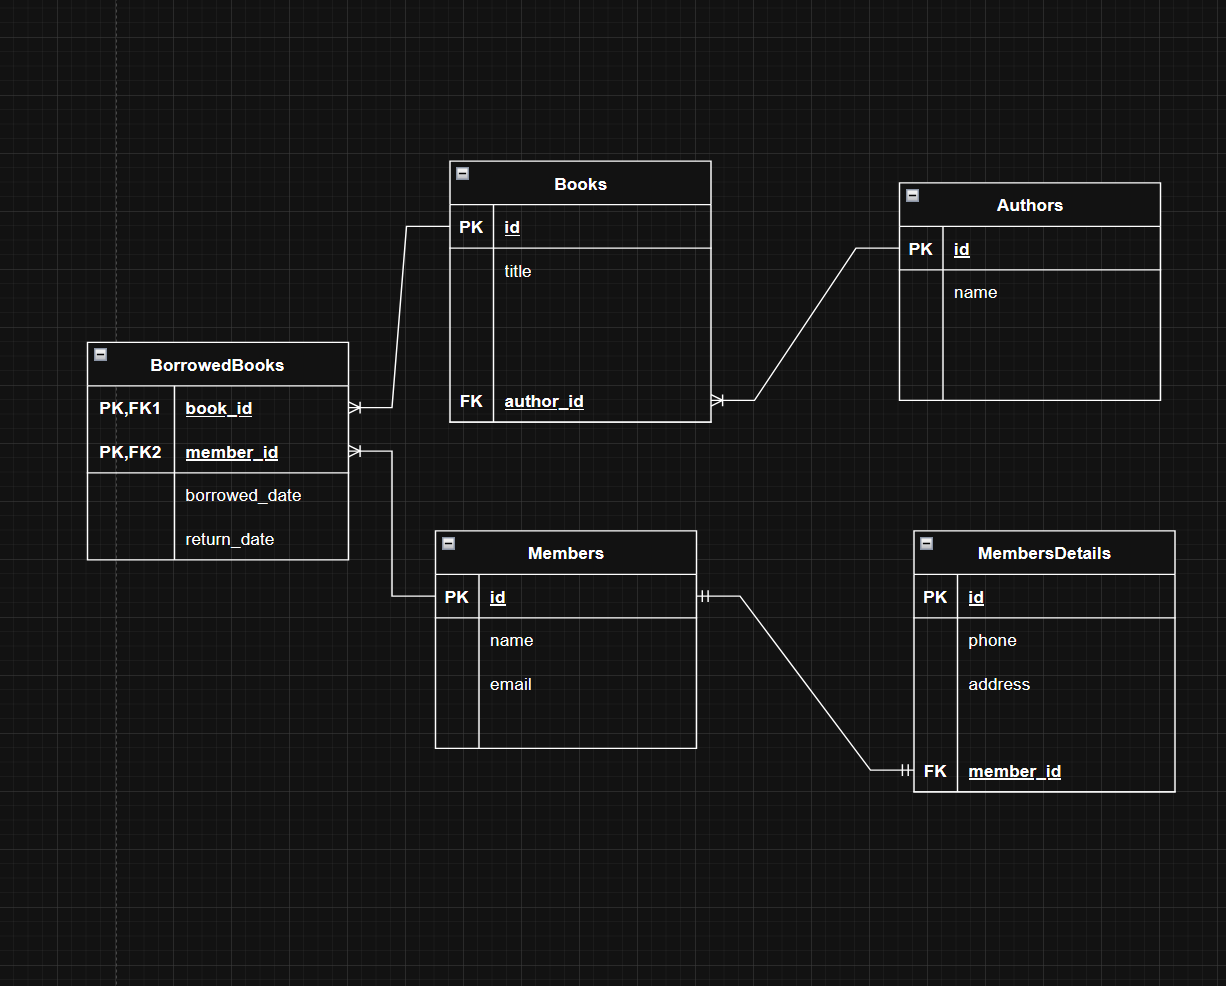 Books
PK id
title
FK author_id
Authors
PK id
name
BorrowedBooks
PK,FK1 book_id
PK,FK2 member_id
borrowed_date
return_date
Members
PK id
name
email
MembersDetails
PK id
phone
address
FK member_id